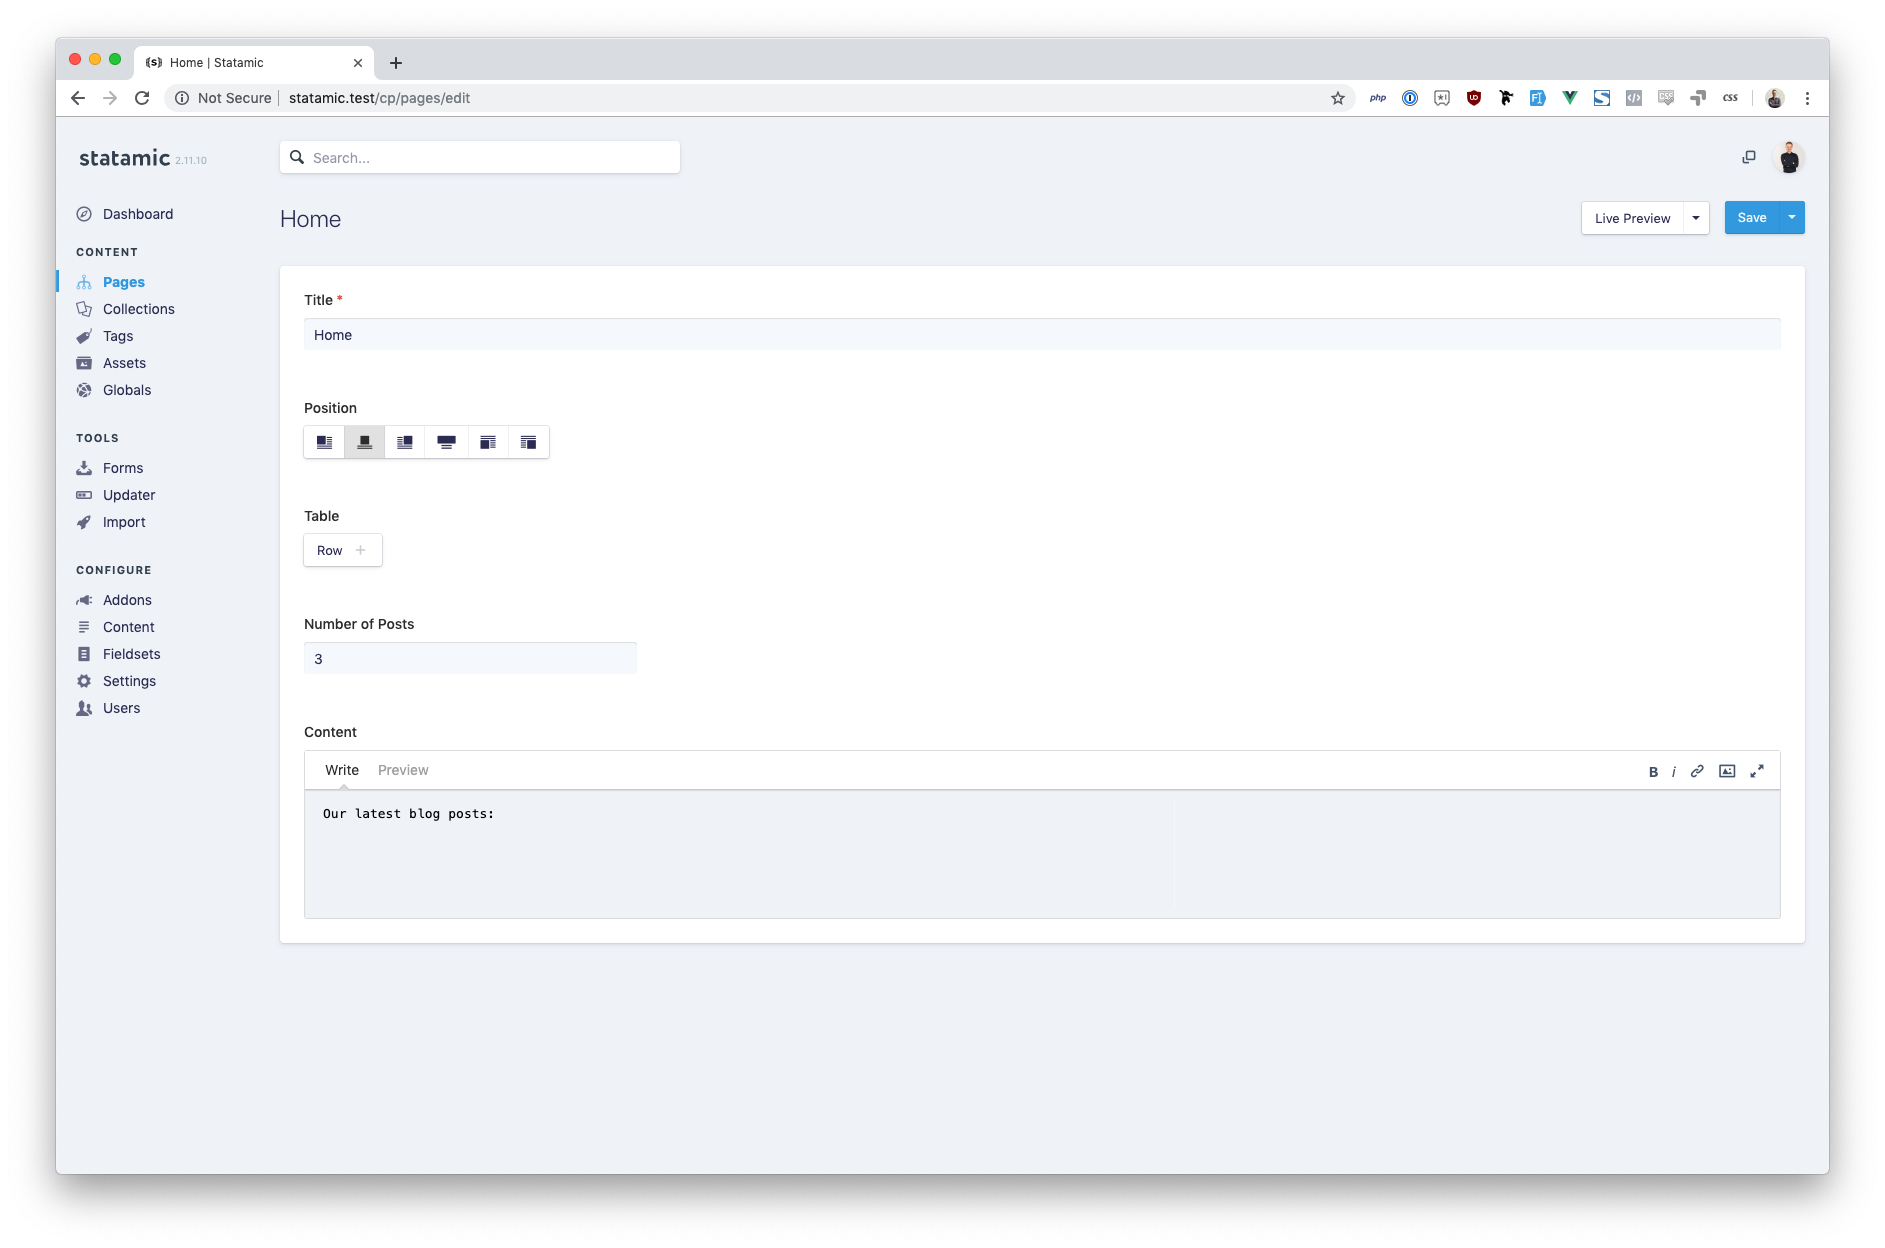 {s} Home | Statamic
Not Secure statamic.test/cp/pages/edit
php
css
statamic 2.11.10
Search...
Dashboard
CONTENT
Pages
Collections
Tags
Assets
Globals
TOOLS
Forms
Updater
Import
CONFIGURE
Addons
Content
Fieldsets
Settings
Users
Home
Live Preview
Save
Title *
Home
Position
Table
Row +
Number of Posts
3
Content
Write Preview
B i
Our latest blog posts: